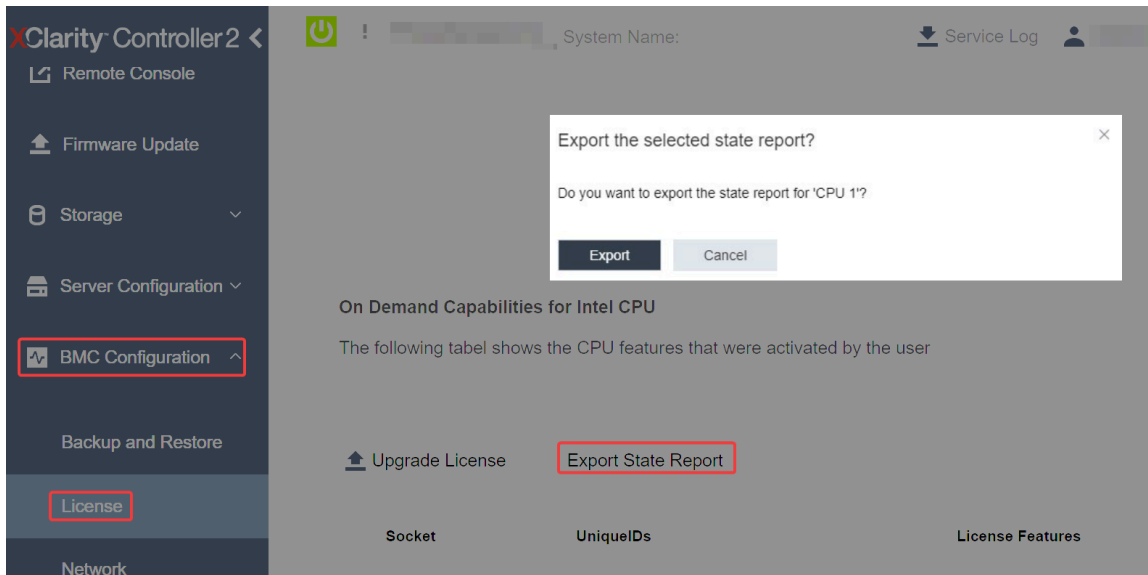 XClarity Controller 2
Remote Console
Firmware Update
Storage
Server Configuration
BMC Configuration
Backup and Restore
License
Network
System Name:
Service Log
Export the selected state report?
Do you want to export the state report for 'CPU 1'?
Export
Cancel
On Demand Capabilities for Intel CPU
The following tabel shows the CPU features that were activated by the user
Upgrade License
Export State Report
Socket
UniqueIDs
License Features